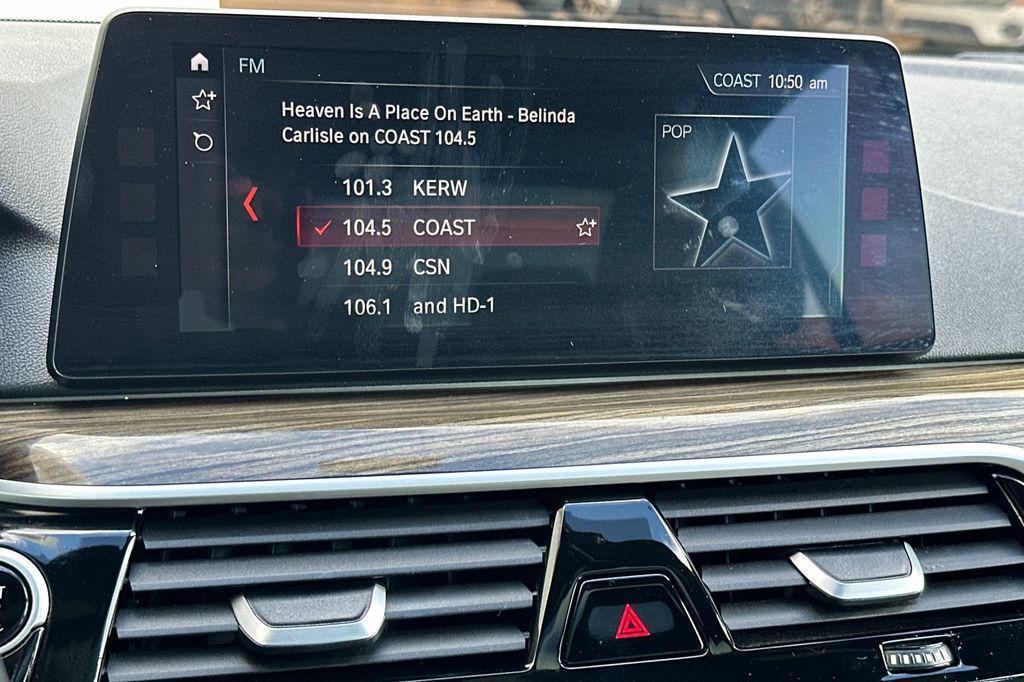 FM
COAST 10:50 am
Heaven Is A Place On Earth - Belinda
Carlisle on COAST 104.5
POP
101.3 KERW
104.5 COAST
104.9 CSN
106.1 and HD-1